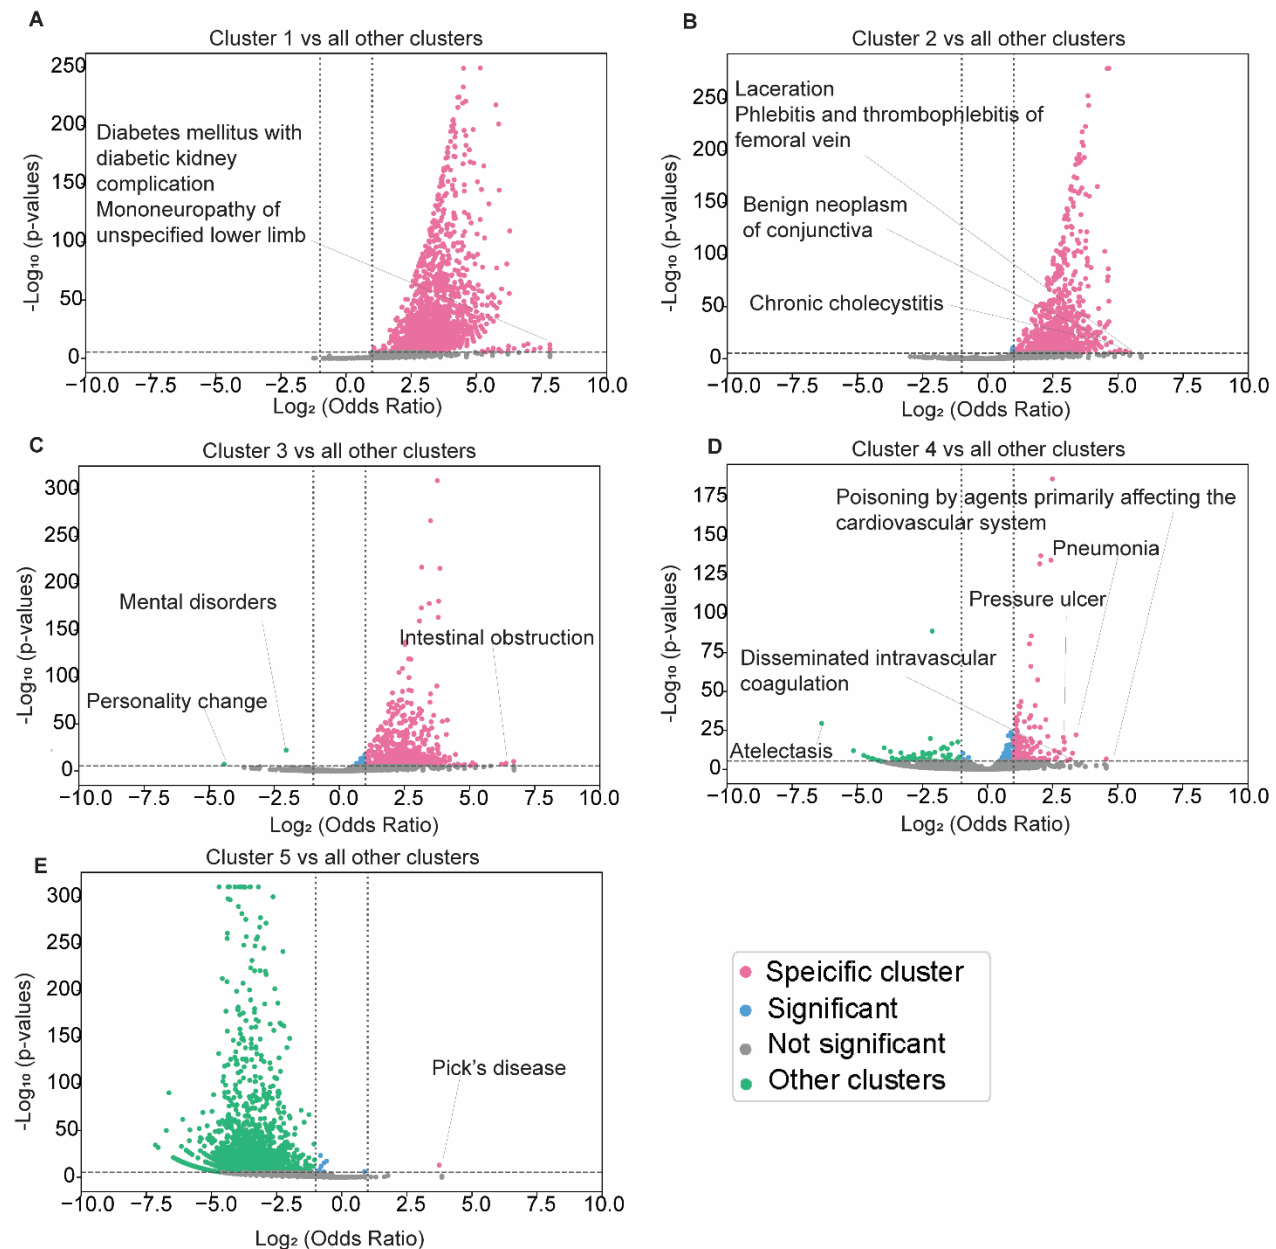 A
Cluster 1 vs all other clusters
-Log₁₀ (p-values)
250
200
150
100
50
0
Diabetes mellitus with
diabetic kidney
complication
Mononeuropathy of
unspecified lower limb
−10.0 −7.5 −5.0 −2.5 0.0 2.5 5.0 7.5 10.0
Log₂ (Odds Ratio)
B
Cluster 2 vs all other clusters
-Log₁₀ (p-values)
250
200
150
100
50
0
Laceration
Phlebitis and thrombophlebitis of
femoral vein
Benign neoplasm
of conjunctiva
Chronic cholecystitis
−10.0 −7.5 −5.0 −2.5 0.0 2.5 5.0 7.5 10.0
Log₂ (Odds Ratio)
C
Cluster 3 vs all other clusters
-Log₁₀ (p-values)
300
250
200
150
100
50
0
Mental disorders
Intestinal obstruction
Personality change
−10.0 −7.5 −5.0 −2.5 0.0 2.5 5.0 7.5 10.0
Log₂ (Odds Ratio)
D
Cluster 4 vs all other clusters
-Log₁₀ (p-values)
175
150
125
100
75
50
25
0
Poisoning by agents primarily affecting the
cardiovascular system
Pneumonia
Pressure ulcer
Disseminated intravascular
coagulation
Atelectasis
−10.0 −7.5 −5.0 −2.5 0.0 2.5 5.0 7.5 10.0
Log₂ (Odds Ratio)
E
Cluster 5 vs all other clusters
-Log₁₀ (p-values)
300
250
200
150
100
50
0
Pick's disease
−10.0 −7.5 −5.0 −2.5 0.0 2.5 5.0 7.5 10.0
Log₂ (Odds Ratio)
Speicific cluster
Significant
Not significant
Other clusters